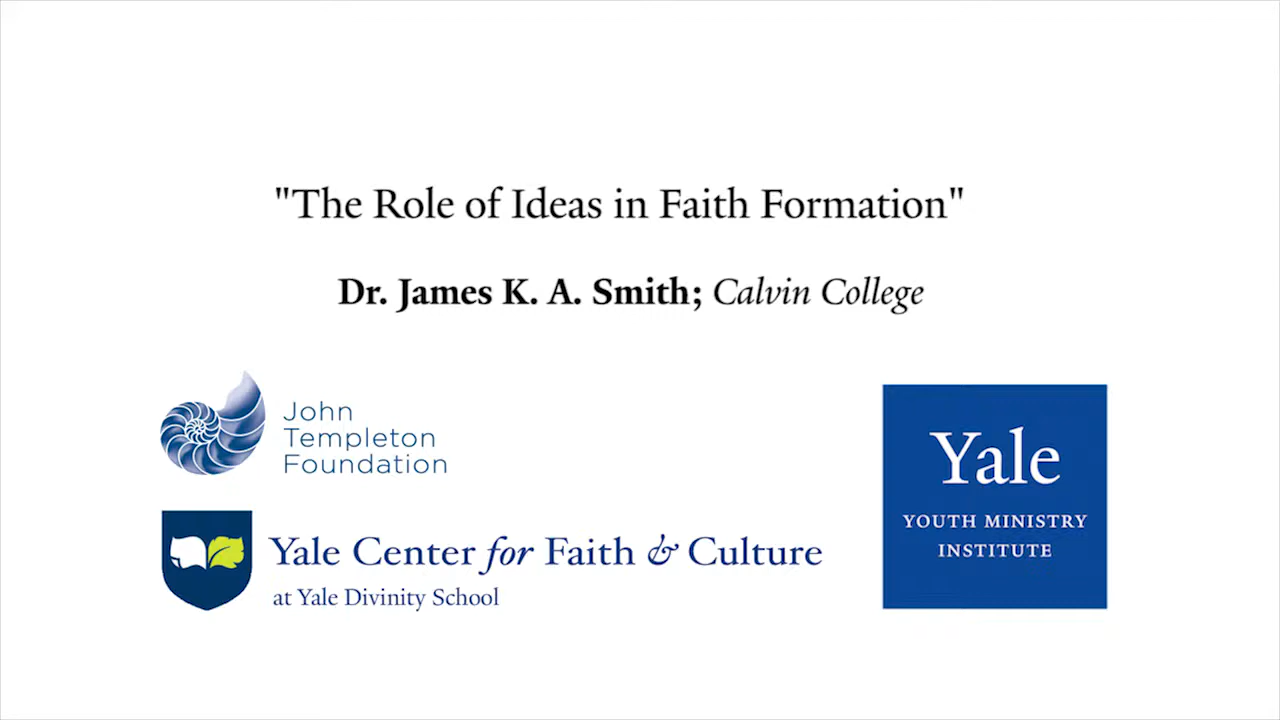 "The Role of Ideas in Faith Formation"
Dr. James K. A. Smith; Calvin College
John
Templeton
Foundation
Yale Center for Faith & Culture
at Yale Divinity School
Yale
YOUTH MINISTRY
INSTITUTE